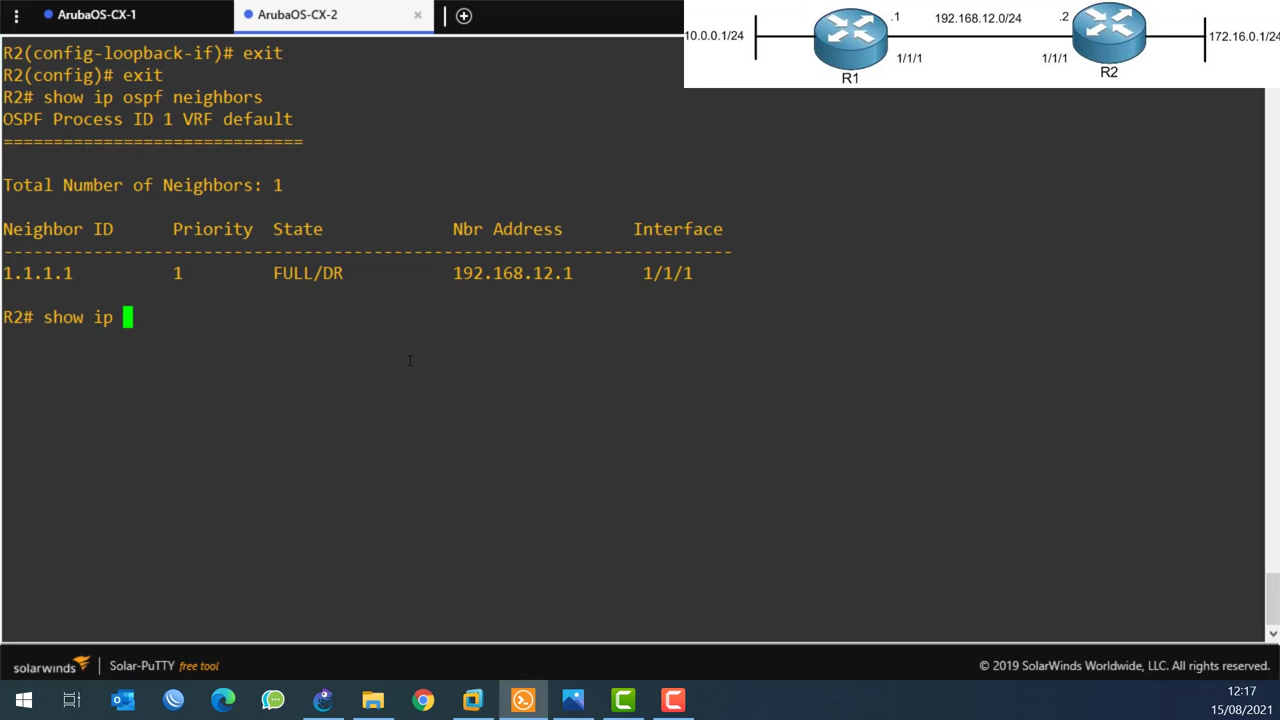 ArubaOS-CX-1
ArubaOS-CX-2
R2(config-loopback-if)# exit
R2(config)# exit
R2# show ip ospf neighbors
OSPF Process ID 1 VRF default
==============================
Total Number of Neighbors: 1
Neighbor ID Priority State Nbr Address Interface
-------------------------------------------------------------------------
1.1.1.1 1 FULL/DR 192.168.12.1 1/1/1
R2# show ip
.1 192.168.12.0/24 .2
10.0.0.1/24 172.16.0.1/24
1/1/1 1/1/1
R1 R2
solarwinds Solar-PuTTY free tool © 2019 SolarWinds Worldwide, LLC. All rights reserved.
12:17
15/08/2021